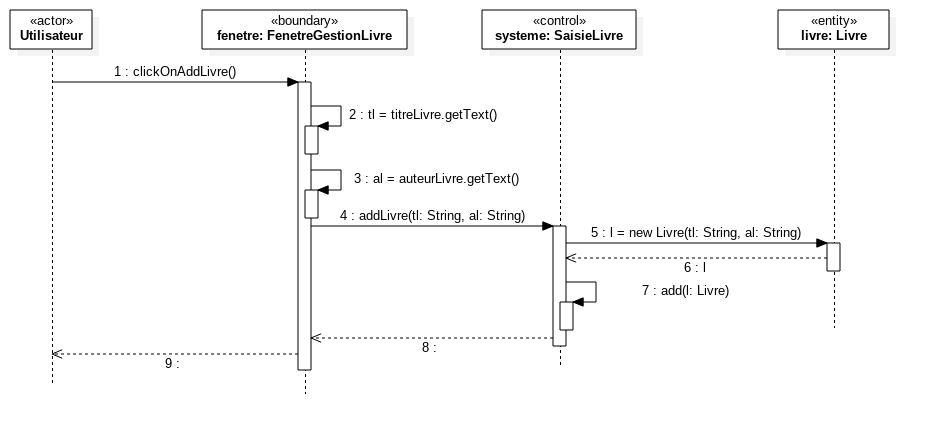 «actor»
Utilisateur
«boundary»
fenetre: FenetreGestionLivre
«control»
systeme: SaisieLivre
«entity»
livre: Livre
1 : clickOnAddLivre()
2 : tl = titreLivre.getText()
3 : al = auteurLivre.getText()
4 : addLivre(tl: String, al: String)
5 : l = new Livre(tl: String, al: String)
6 : l
7 : add(l: Livre)
8 :
9 :